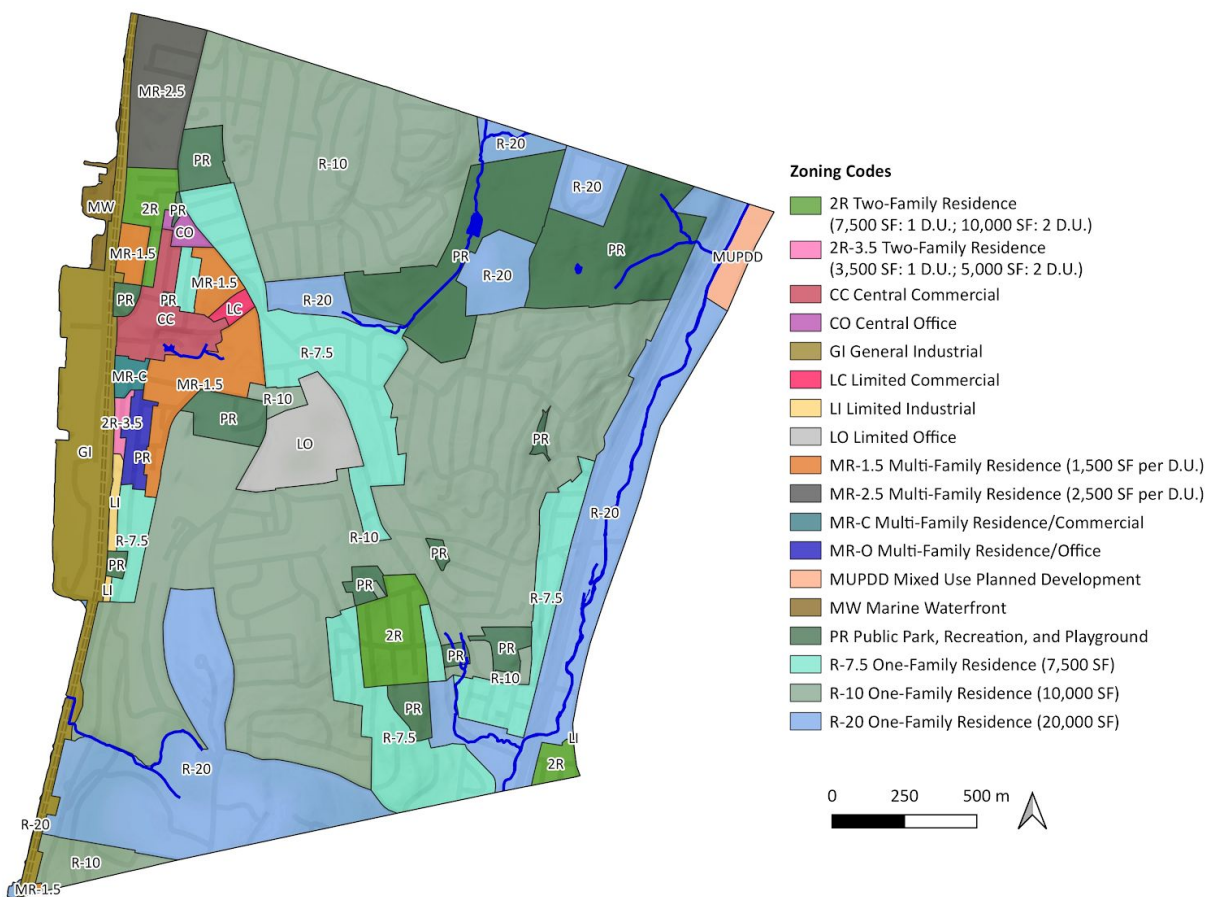 MR-2.5
R-10
R-20
PR
R-20
MW
2R
PR
CO
MR-1.5
PR
PR
MUPDD
R-20
MR-1.5
PR
PR
R-20
LC
CC
R-7.5
MR-C
MR-1.5
R-10
2R-3.5
PR
LO
PR
GI
PR
LI
R-20
R-7.5
R-10
PR
PR
LI
PR
R-7.5
2R
PR
PR
R-10
PR
R-7.5
LI
R-20
2R
R-20
R-10
MR-1.5
Zoning Codes
2R Two-Family Residence
(7,500 SF: 1 D.U.; 10,000 SF: 2 D.U.)
2R-3.5 Two-Family Residence
(3,500 SF: 1 D.U.; 5,000 SF: 2 D.U.)
CC Central Commercial
CO Central Office
GI General Industrial
LC Limited Commercial
LI Limited Industrial
LO Limited Office
MR-1.5 Multi-Family Residence (1,500 SF per D.U.)
MR-2.5 Multi-Family Residence (2,500 SF per D.U.)
MR-C Multi-Family Residence/Commercial
MR-O Multi-Family Residence/Office
MUPDD Mixed Use Planned Development
MW Marine Waterfront
PR Public Park, Recreation, and Playground
R-7.5 One-Family Residence (7,500 SF)
R-10 One-Family Residence (10,000 SF)
R-20 One-Family Residence (20,000 SF)
0 250 500 m